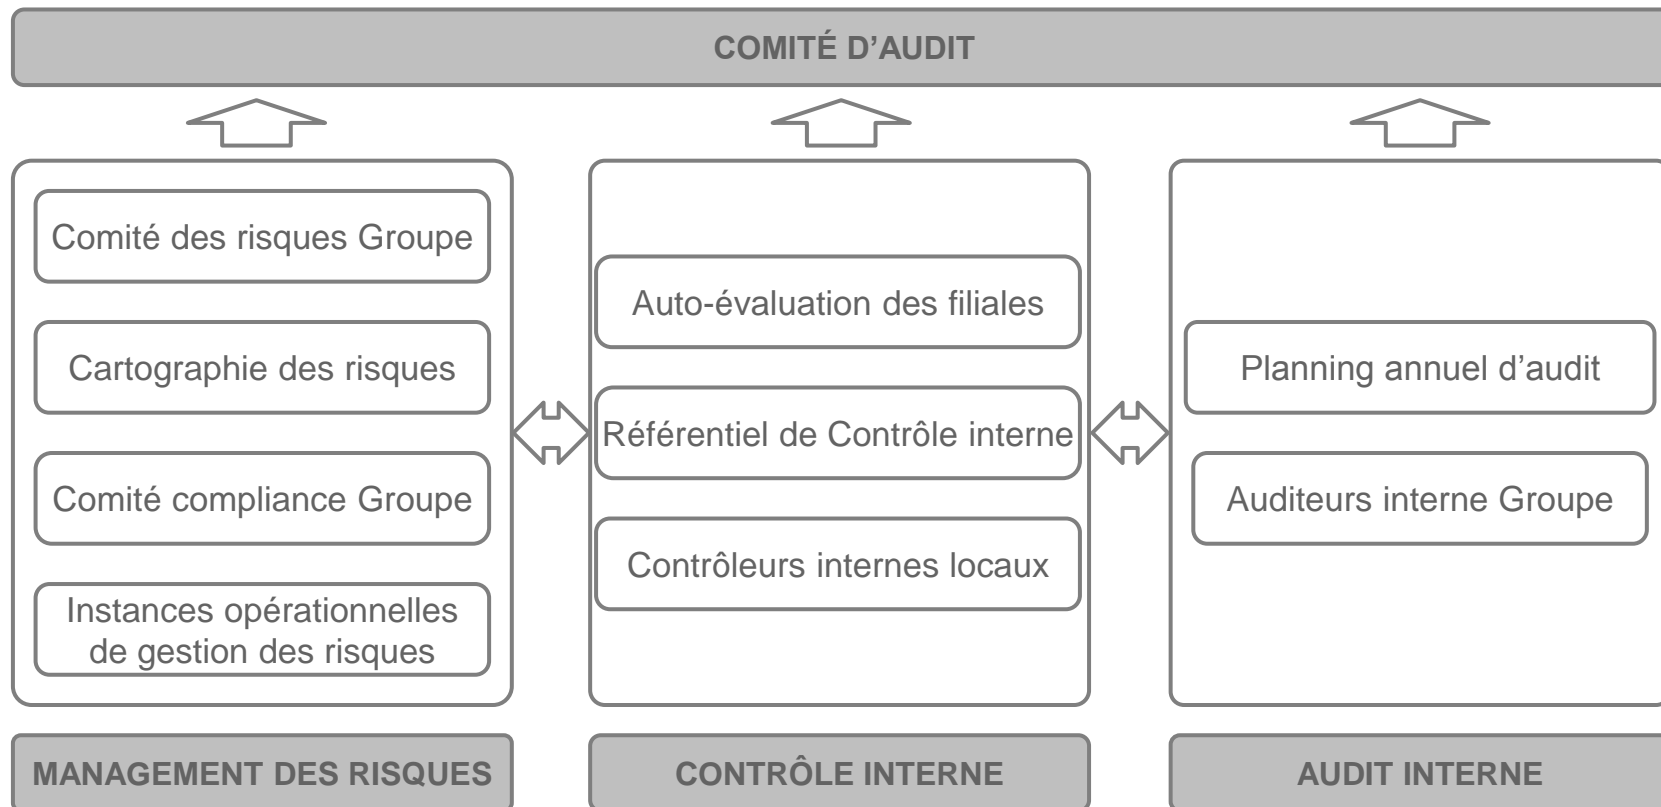 COMITÉ D’AUDIT
Comité des risques Groupe
Cartographie des risques
Comité compliance Groupe
Instances opérationnelles
de gestion des risques
MANAGEMENT DES RISQUES
Auto-évaluation des filiales
Référentiel de Contrôle interne
Contrôleurs internes locaux
CONTRÔLE INTERNE
Planning annuel d’audit
Auditeurs interne Groupe
AUDIT INTERNE